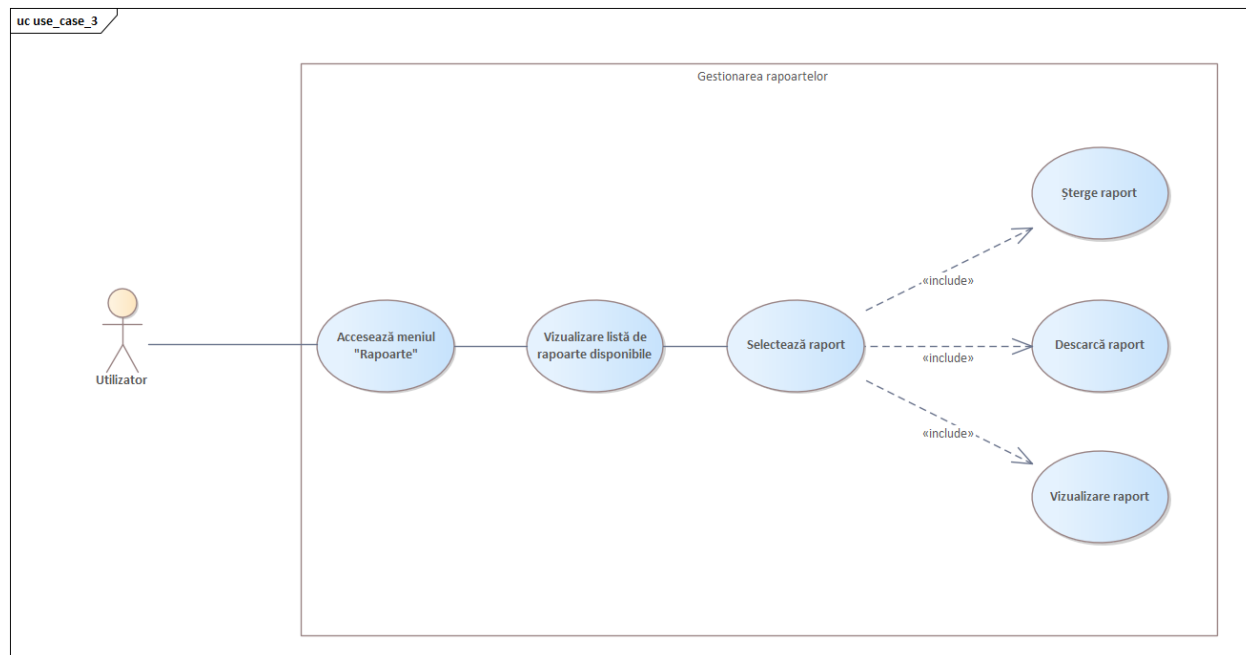 uc use_case_3
Gestionarea rapoartelor
Șterge raport
«include»
Utilizator
Accesează meniul
"Rapoarte"
Vizualizare listă de
rapoarte disponibile
Selectează raport
«include»
Descarcă raport
«include»
Vizualizare raport